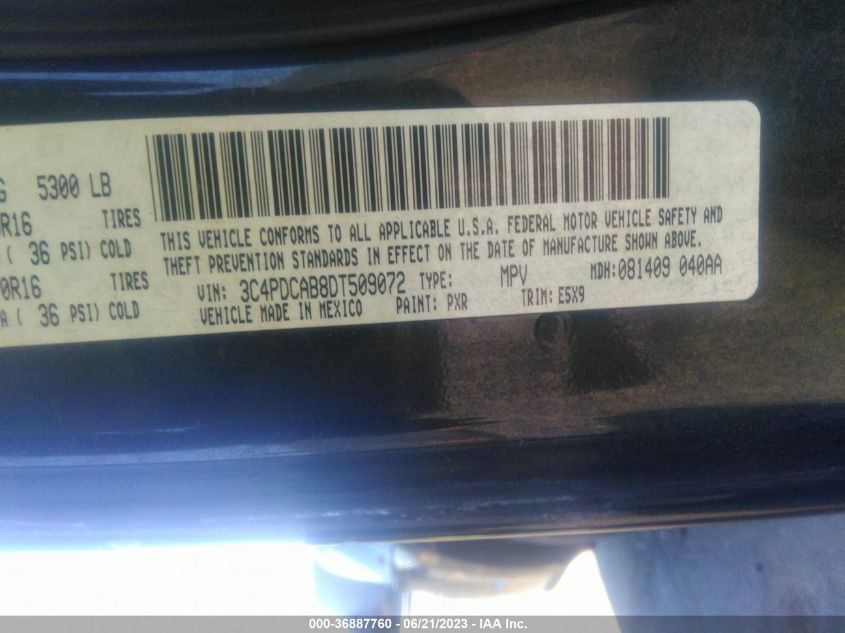 G 5300 LB
0R16 TIRES
( 36 PSI) COLD
0R16 TIRES
A ( 36 PSI) COLD
THIS VEHICLE CONFORMS TO ALL APPLICABLE U.S.A. FEDERAL MOTOR VEHICLE SAFETY AND
THEFT PREVENTION STANDARDS IN EFFECT ON THE DATE OF MANUFACTURE SHOWN ABOVE.
VIN: 3C4PDCAB8DT509072 TYPE: MPV MDH:081409 040AA
VEHICLE MADE IN MEXICO PAINT: PXR TRIM: E5X9
000-36887760 - 06/21/2023 - IAA Inc.